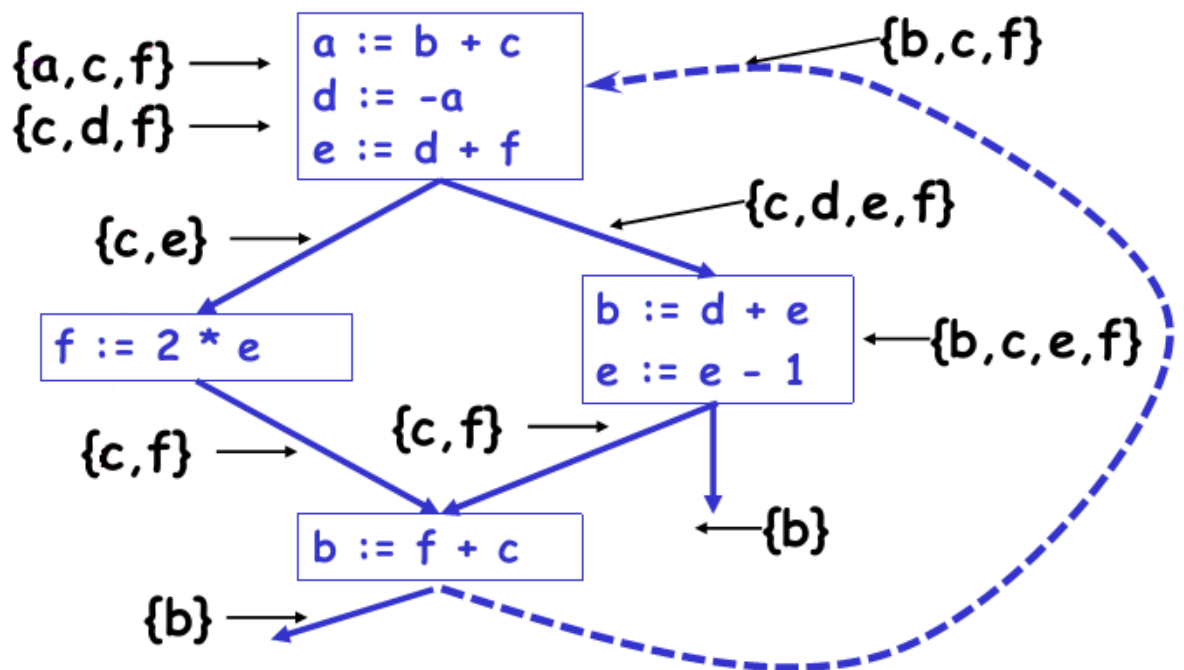 a := b + c
{b,c,f}
{a,c,f}
d := -a
{c,d,f}
e := d + f
{c,d,e,f}
{c,e}
b := d + e
f := 2 * e
{b,c,e,f}
e := e - 1
{c,f}
{c,f}
{b}
b := f + c
{b}